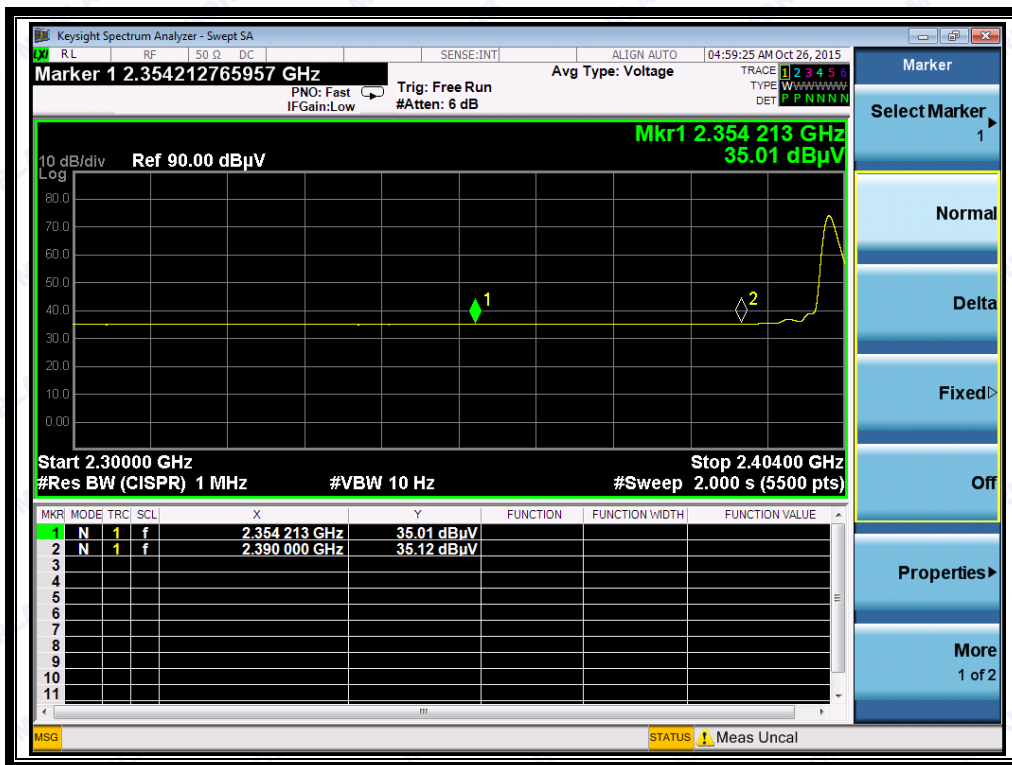 Keysight Spectrum Analyzer - Swept SA
LXI RL RF 50 Ω DC SENSE:INT ALIGN AUTO 04:59:25 AM Oct 26, 2015
Marker 1 2.354212765957 GHz
PNO: Fast
IFGain:Low
Trig: Free Run
#Atten: 6 dB
Avg Type: Voltage
TRACE 1 2 3 4 5 6
TYPE WWWWWW
DET P P N N N N
Marker
Select Marker
1
Normal
Delta
Fixed
Off
Properties
More
1 of 2
Mkr1 2.354 213 GHz
35.01 dBµV
10 dB/div Ref 90.00 dBµV
Log
80.0
70.0
60.0
50.0
40.0
30.0
20.0
10.0
0.00
1
2
Start 2.30000 GHz Stop 2.40400 GHz
#Res BW (CISPR) 1 MHz #VBW 10 Hz #Sweep 2.000 s (5500 pts)
MKR MODE TRC SCL X Y FUNCTION FUNCTION WIDTH FUNCTION VALUE
1 N 1 f 2.354 213 GHz 35.01 dBµV
2 N 1 f 2.390 000 GHz 35.12 dBµV
3
4
5
6
7
8
9
10
11
MSG STATUS Meas Uncal